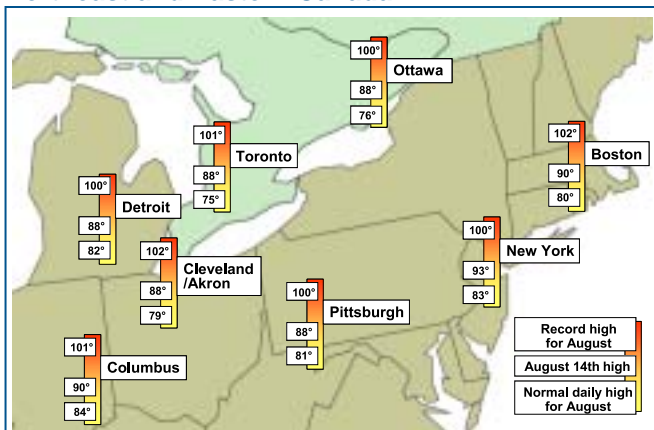 100°
Ottawa
88°
76°
101°
Toronto
88°
75°
102°
Boston
90°
80°
100°
Detroit
88°
82°
102°
Cleveland
/Akron
88°
79°
100°
New York
93°
83°
100°
Pittsburgh
88°
81°
101°
Columbus
90°
84°
Record high
for August
August 14th high
Normal daily high
for August